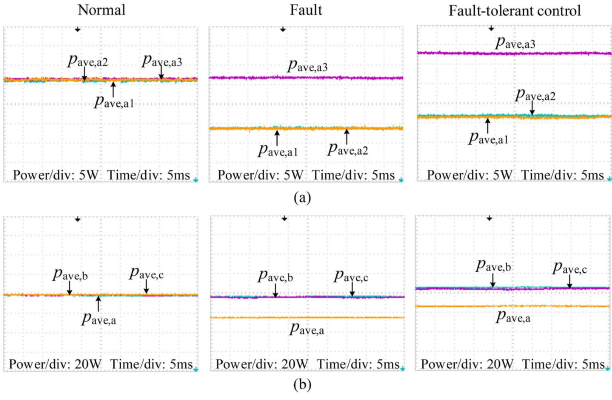 Normal Fault Fault-tolerant control
pave,a2 pave,a3
pave,a1
Power/div: 5W Time/div: 5ms
pave,a3
pave,a1 pave,a2
Power/div: 5W Time/div: 5ms
pave,a3
pave,a2
pave,a1
Power/div: 5W Time/div: 5ms
(a)
pave,b pave,c
pave,a
Power/div: 20W Time/div: 5ms
pave,b pave,c
pave,a
Power/div: 20W Time/div: 5ms
pave,b pave,c
pave,a
Power/div: 20W Time/div: 5ms
(b)